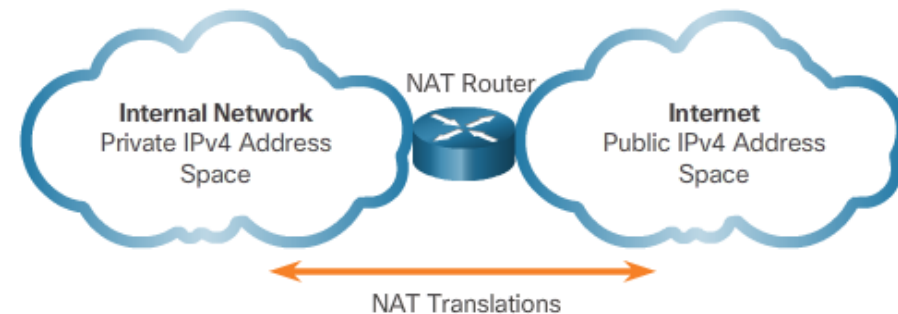 NAT Router
Internal Network
Private IPv4 Address
Space
Internet
Public IPv4 Address
Space
NAT Translations